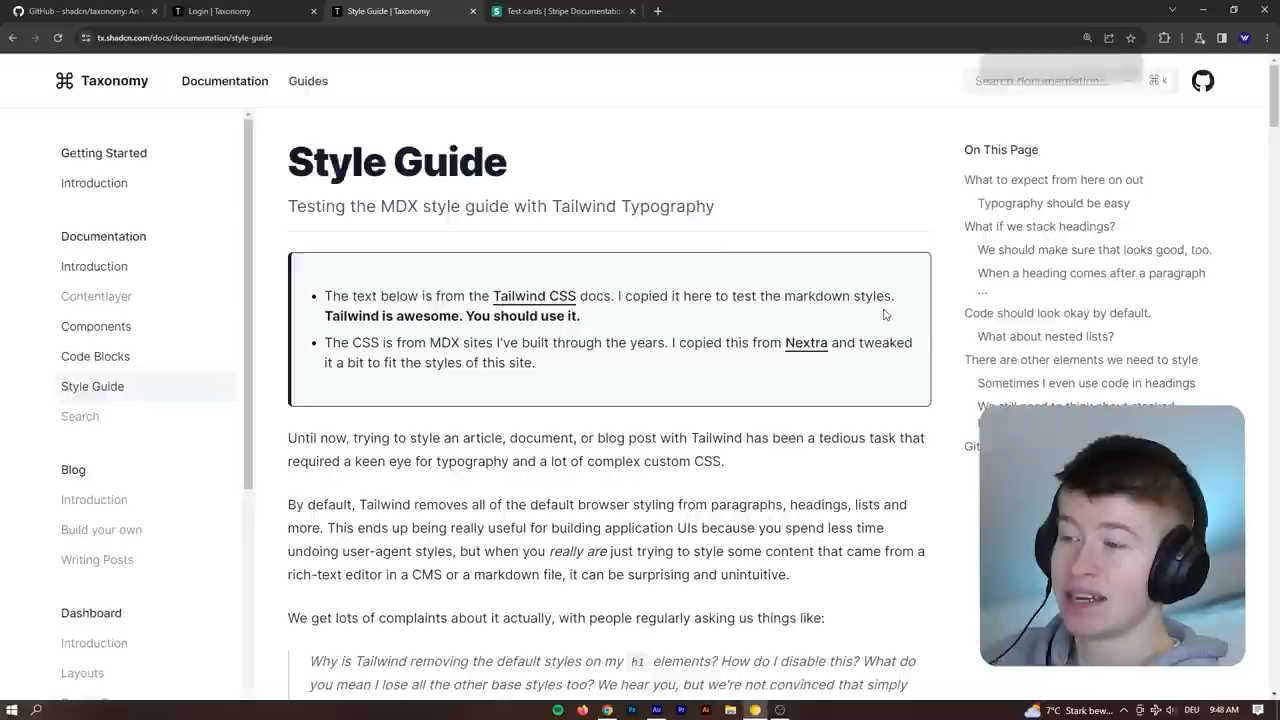 GitHub - shadcn/taxonomy: An o
Login | Taxonomy
Style Guide | Taxonomy
Test cards | Stripe Documentatio
tx.shadcn.com/docs/documentation/style-guide
Taxonomy
Documentation
Guides
Search documentation...
⌘ K
Getting Started
Introduction
Documentation
Introduction
Contentlayer
Components
Code Blocks
Style Guide
Search
Blog
Introduction
Build your own
Writing Posts
Dashboard
Introduction
Layouts
Style Guide
Testing the MDX style guide with Tailwind Typography
• The text below is from the Tailwind CSS docs. I copied it here to test the markdown styles.
Tailwind is awesome. You should use it.
• The CSS is from MDX sites I've built through the years. I copied this from Nextra and tweaked
it a bit to fit the styles of this site.
Until now, trying to style an article, document, or blog post with Tailwind has been a tedious task that
required a keen eye for typography and a lot of complex custom CSS.
By default, Tailwind removes all of the default browser styling from paragraphs, headings, lists and
more. This ends up being really useful for building application UIs because you spend less time
undoing user-agent styles, but when you really are just trying to style some content that came from a
rich-text editor in a CMS or a markdown file, it can be surprising and unintuitive.
We get lots of complaints about it actually, with people regularly asking us things like:
Why is Tailwind removing the default styles on my h1 elements? How do I disable this? What do
you mean I lose all the other base styles too? We hear you, but we're not convinced that simply
On This Page
What to expect from here on out
Typography should be easy
What if we stack headings?
We should make sure that looks good, too.
When a heading comes after a paragraph
...
Code should look okay by default.
What about nested lists?
There are other elements we need to style
Sometimes I even use code in headings
We still need to think about stacked
Git
7°C Stark bew...
DEU
9:48 AM